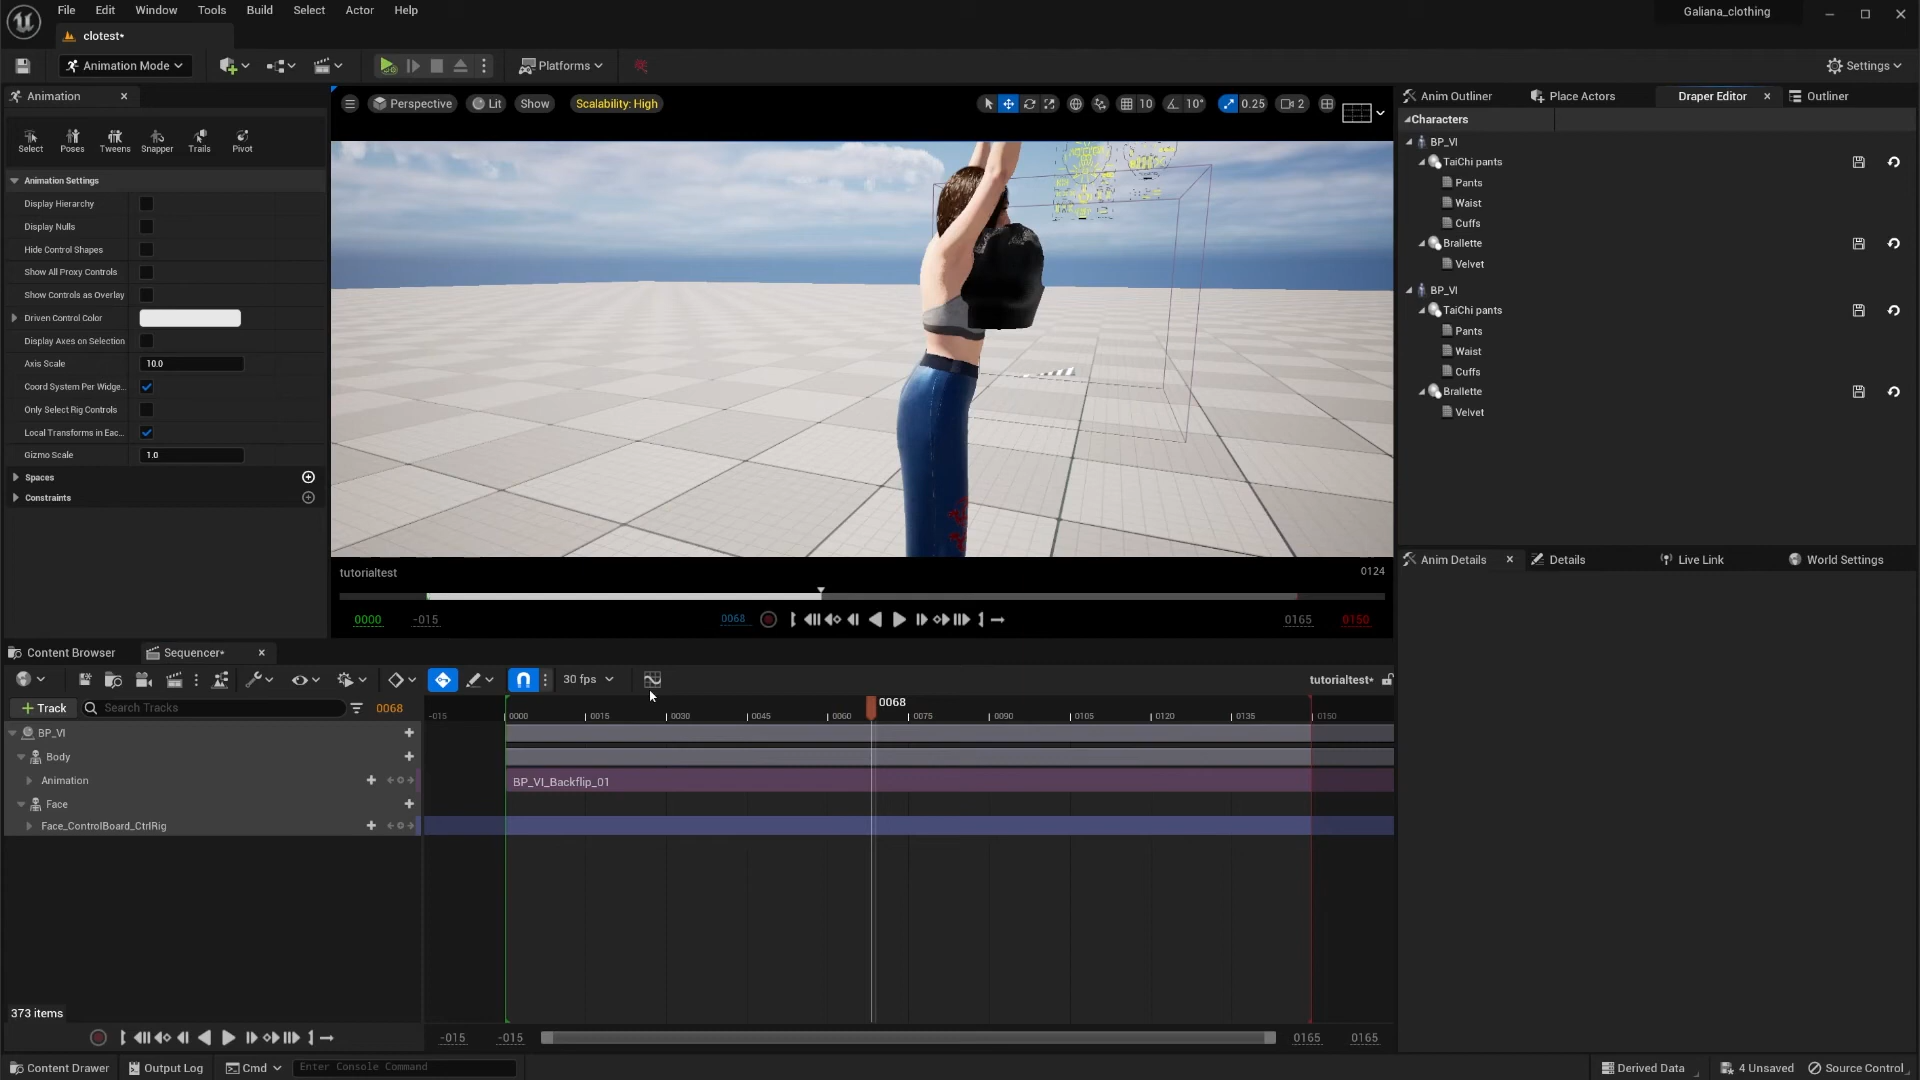 File Edit Window Tools Build Select Actor Help
Galiana_clothing
clotest*
Animation Mode
Platforms
Settings
Animation
Perspective Lit Show Scalability: High
10 10° 0.25 2
Anim Outliner Place Actors Draper Editor Outliner
Select Poses Tweens Snapper Trails Pivot
Animation Settings
Display Hierarchy
Display Nulls
Hide Control Shapes
Show All Proxy Controls
Show Controls as Overlay
Driven Control Color
Display Axes on Selection
Axis Scale 10.0
Coord System Per Widge...
Only Select Rig Controls
Local Transforms in Eac...
Gizmo Scale 1.0
Spaces
Constraints
Characters
BP_VI
TaiChi pants
Pants
Waist
Cuffs
Brallette
Velvet
BP_VI
TaiChi pants
Pants
Waist
Cuffs
Brallette
Velvet
tutorialtest 0124
0000 -015 0068 0165 0150
Anim Details Details Live Link World Settings
Content Browser Sequencer*
30 fps tutorialtest*
Track Search Tracks 0068
-015 0000 0015 0030 0045 0060 0068 0075 0090 0105 0120 0135 0150
BP_VI
Body
Animation BP_VI_Backflip_01
Face
Face_ControlBoard_CtrlRig
373 items
-015 -015 0165 0165
Content Drawer Output Log Cmd Enter Console Command Derived Data 4 Unsaved Source Control